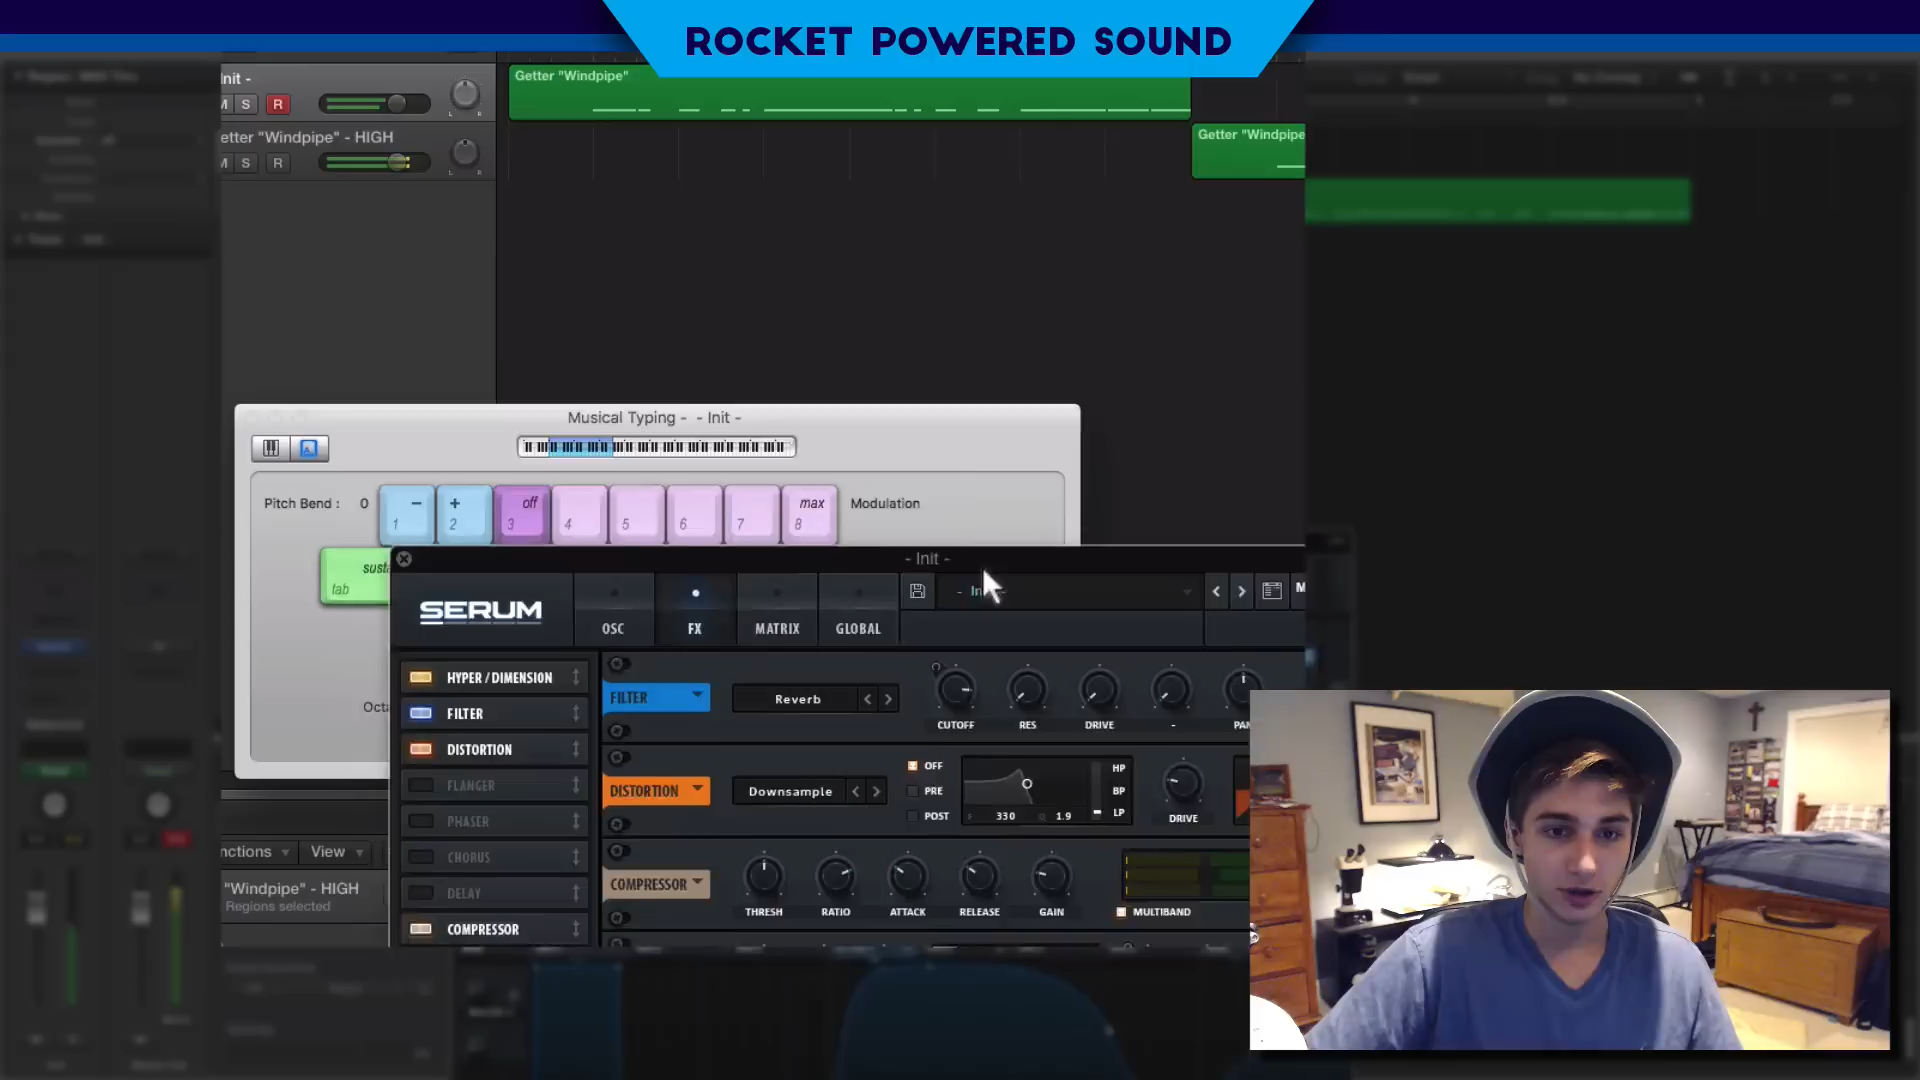 ROCKET POWERED SOUND
Init -
Getter "Windpipe"
M S R
L R
etter "Windpipe" - HIGH
Getter "Windpipe
M S R
L R
Musical Typing - - Init -
Pitch Bend : 0
− + off max
1 2 3 4 5 6 7 8
Modulation
susta
tab
- Init -
SERUM
OSC FX MATRIX GLOBAL
HYPER / DIMENSION
FILTER
DISTORTION
FLANGER
PHASER
CHORUS
DELAY
COMPRESSOR
FILTER
Reverb
CUTOFF RES DRIVE - PAN
DISTORTION
Downsample
OFF
PRE
POST
F 330 Q 1.9
HP
BP
LP
DRIVE
COMPRESSOR
THRESH RATIO ATTACK RELEASE GAIN
MULTIBAND
Octa
nctions View
"Windpipe" - HIGH
Regions selected